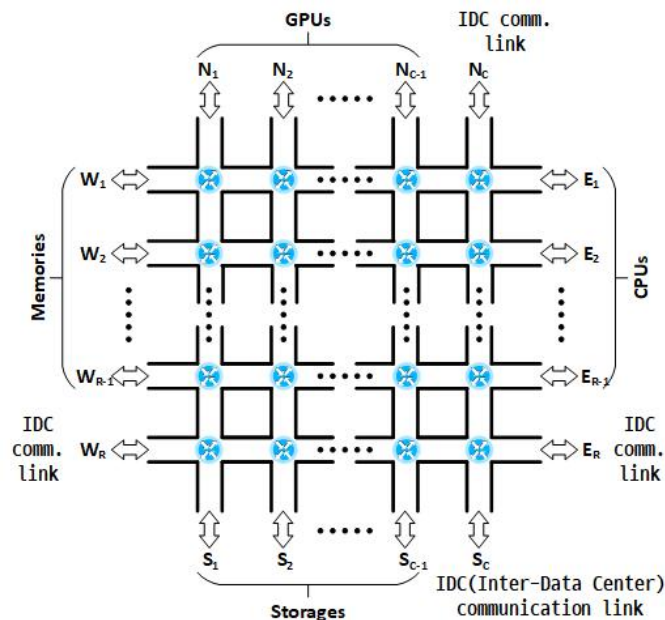 GPUs
IDC comm.
link
N1 N2 NC-1 NC
W1 E1
W2 E2
Memories
CPUs
WR-1 ER-1
IDC
comm.
link
WR ER
IDC
comm.
link
S1 S2 SC-1 SC
IDC(Inter-Data Center)
communication link
Storages